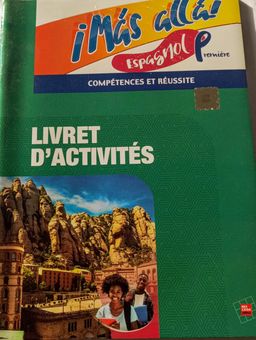 ¡Más allá!
Espagnol Première
COMPÉTENCES ET RÉUSSITE
LIVRET
D'ACTIVITÉS